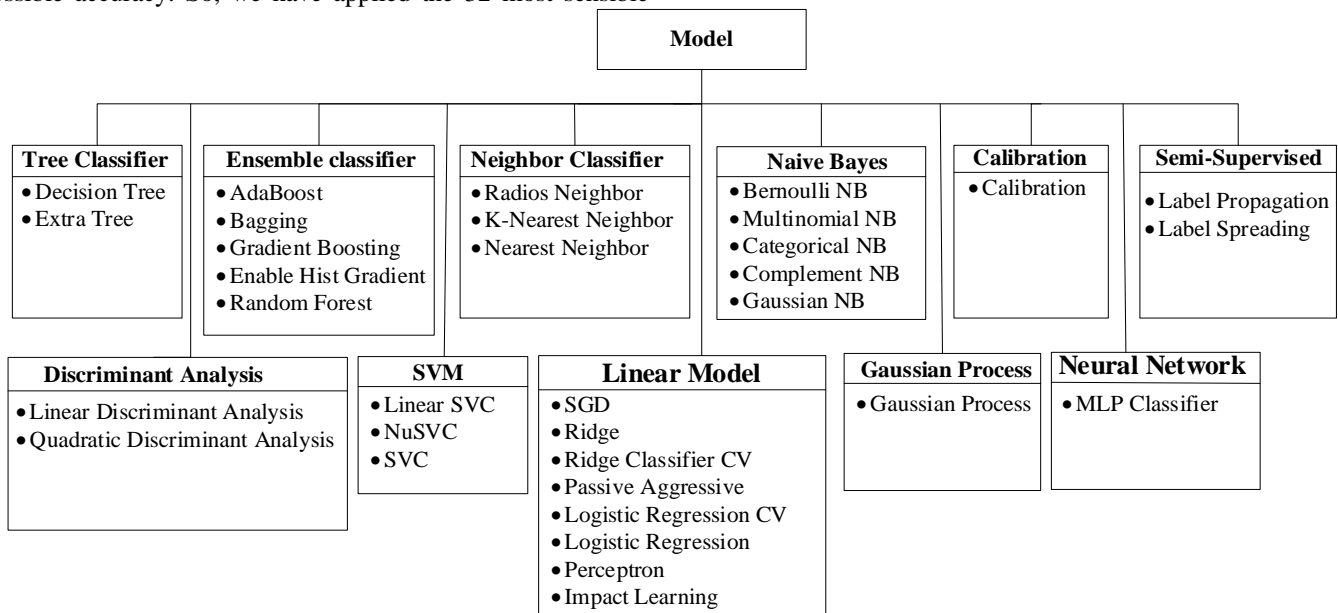 ssible accuracy. So, we have applied the 32 most sensible
Model
Tree Classifier
• Decision Tree
• Extra Tree
Ensemble classifier
• AdaBoost
• Bagging
• Gradient Boosting
• Enable Hist Gradient
• Random Forest
Neighbor Classifier
• Radios Neighbor
• K-Nearest Neighbor
• Nearest Neighbor
Naive Bayes
• Bernoulli NB
• Multinomial NB
• Categorical NB
• Complement NB
• Gaussian NB
Calibration
• Calibration
Semi-Supervised
• Label Propagation
• Label Spreading
Discriminant Analysis
• Linear Discriminant Analysis
• Quadratic Discriminant Analysis
SVM
• Linear SVC
• NuSVC
• SVC
Linear Model
• SGD
• Ridge
• Ridge Classifier CV
• Passive Aggressive
• Logistic Regression CV
• Logistic Regression
• Perceptron
• Impact Learning
Gaussian Process
• Gaussian Process
Neural Network
• MLP Classifier